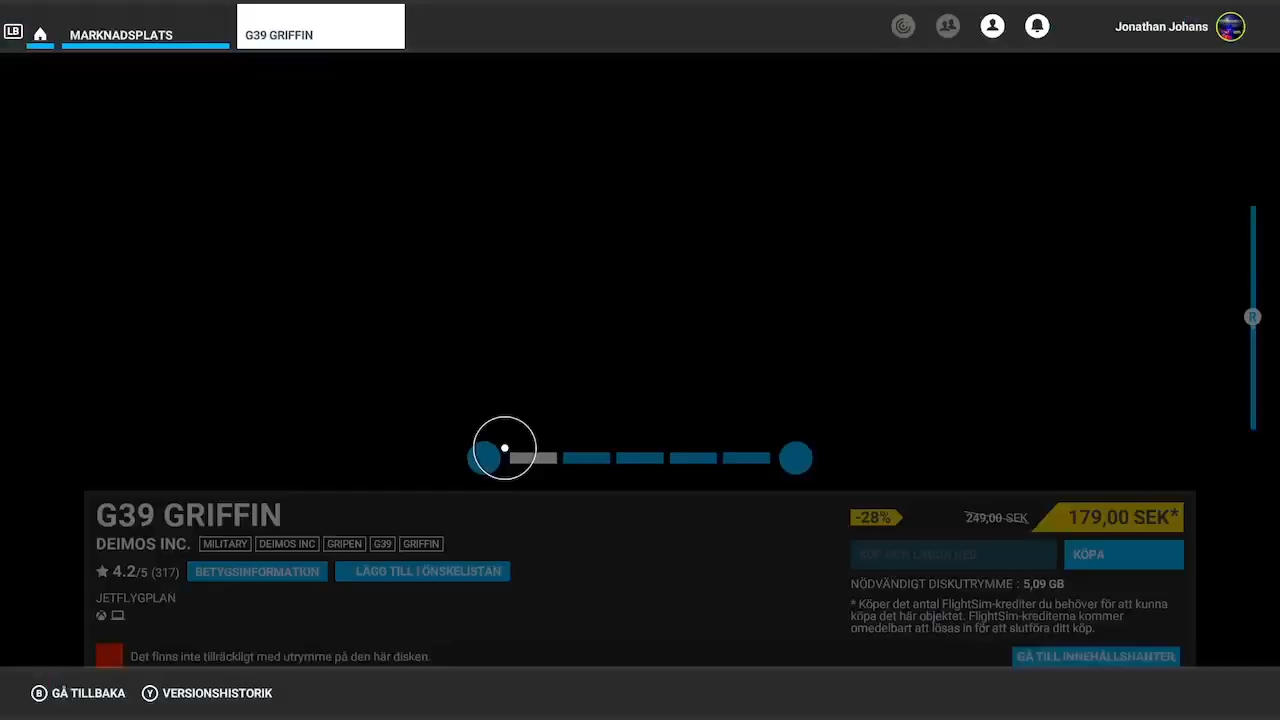 LB
MARKNADSPLATS
G39 GRIFFIN
Jonathan Johans
R
G39 GRIFFIN
DEIMOS INC. MILITARY DEIMOS INC GRIPEN G39 GRIFFIN
4.2/5 (317) BETYGSINFORMATION LÄGG TILL I ÖNSKELISTAN
JETFLYGPLAN
Det finns inte tillräckligt med utrymme på den här disken.
-28% 249,00 SEK 179,00 SEK*
KÖP OCH LADDA NED KÖPA
NÖDVÄNDIGT DISKUTRYMME : 5,09 GB
* Köper det antal FlightSim-krediter du behöver för att kunna
köpa det här objektet. FlightSim-krediterna kommer
omedelbart att lösas in för att slutföra ditt köp.
GÅ TILL INNEHÅLLSHANTER
B GÅ TILLBAKA Y VERSIONSHISTORIK